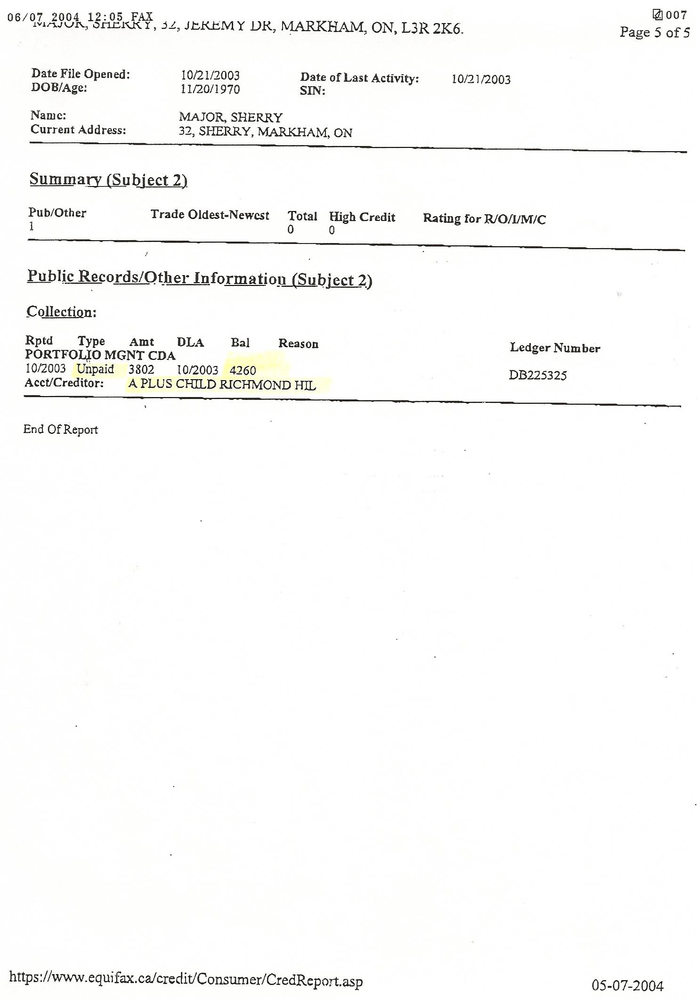 06/07 2004 12:05 FAX 007
MAJOR, SHERRY, 32, JEREMY DR, MARKHAM, ON, L3R 2K6.
Page 5 of 5
Date File Opened: 10/21/2003 Date of Last Activity: 10/21/2003
DOB/Age: 11/20/1970 SIN:
Name: MAJOR, SHERRY
Current Address: 32, SHERRY, MARKHAM, ON
Summary (Subject 2)
Pub/Other Trade Oldest-Newest Total High Credit Rating for R/O/I/M/C
1 0 0
Public Records/Other Information (Subject 2)
Collection:
Rptd Type Amt DLA Bal Reason Ledger Number
PORTFOLIO MGNT CDA
10/2003 Unpaid 3802 10/2003 4260 DB225325
Acct/Creditor: A PLUS CHILD RICHMOND HIL
End Of Report
https://www.equifax.ca/credit/Consumer/CredReport.asp 05-07-2004